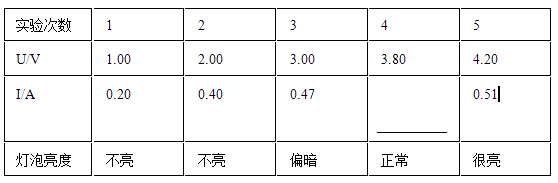 实验次数 1 2 3 4 5
U/V 1.00 2.00 3.00 3.80 4.20
I/A 0.20 0.40 0.47 ________ 0.51
灯泡亮度 不亮 不亮 偏暗 正常 很亮